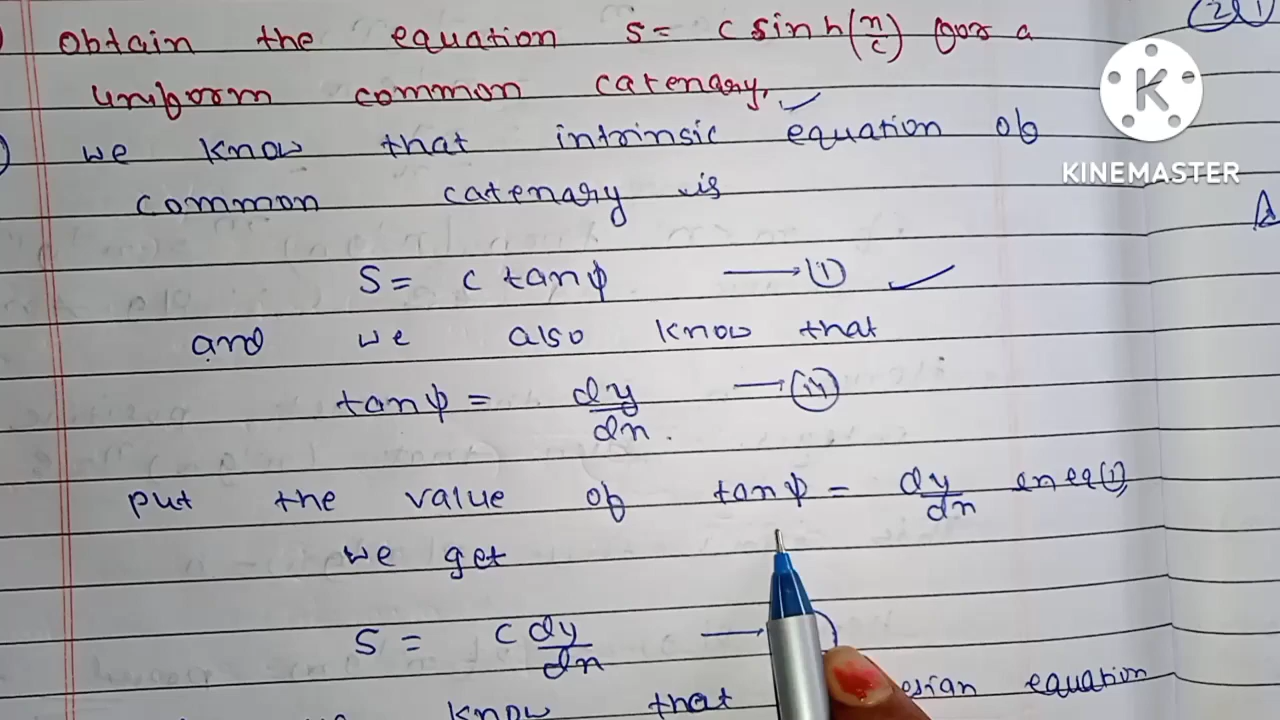 obtain the equation s = c sinh(x/c) for a
uniform common catenary,
we know that intrinsic equation of
common catenary is
S = c tanψ → (i)
and we also know that
tanψ = dy/dx → (ii)
put the value of tanψ = dy/dx in eq(i),
we get
S = c dy/dx →
know that equation
K
KINEMASTER